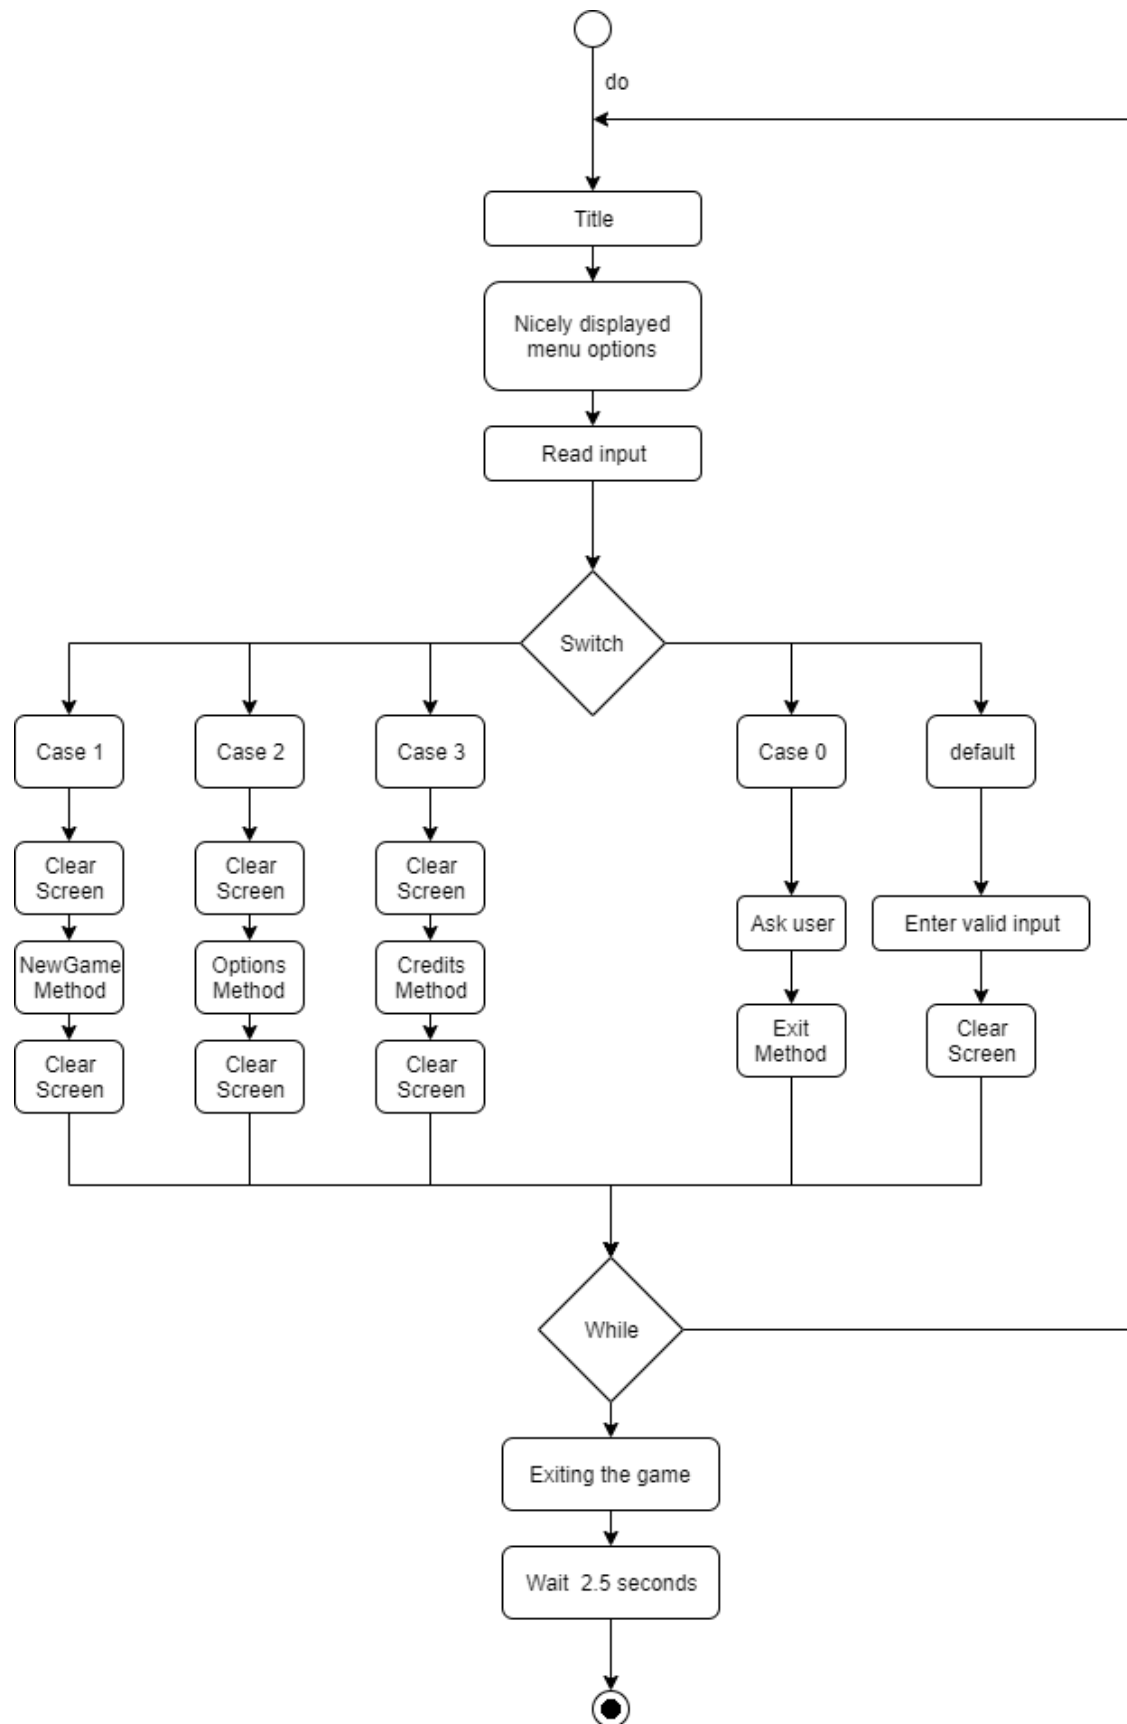 do
Title
Nicely displayed
menu options
Read input
Switch
Case 1
Case 2
Case 3
Case 0
default
Clear
Screen
Clear
Screen
Clear
Screen
Ask user
Enter valid input
NewGame
Method
Options
Method
Credits
Method
Exit
Method
Clear
Screen
Clear
Screen
Clear
Screen
Clear
Screen
While
Exiting the game
Wait  2.5 seconds